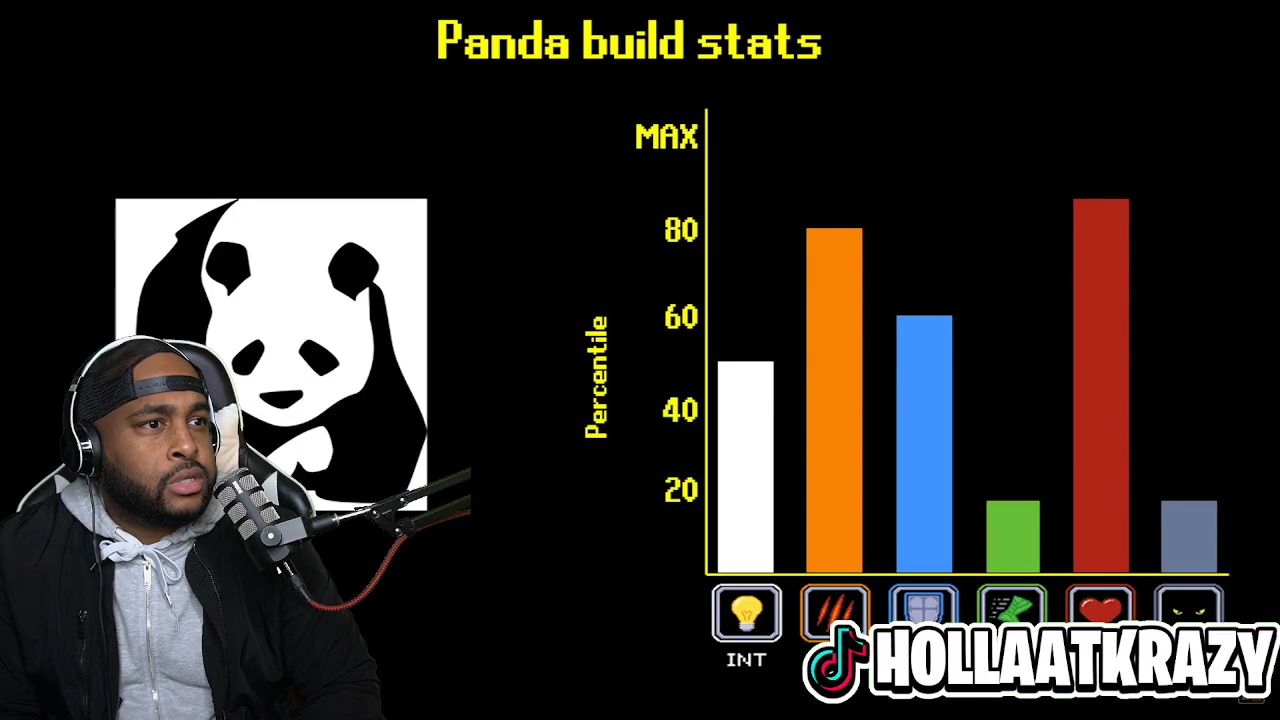 Panda build stats
MAX
80
60
40
20
Percentile
INT
HOLLAATKRAZY